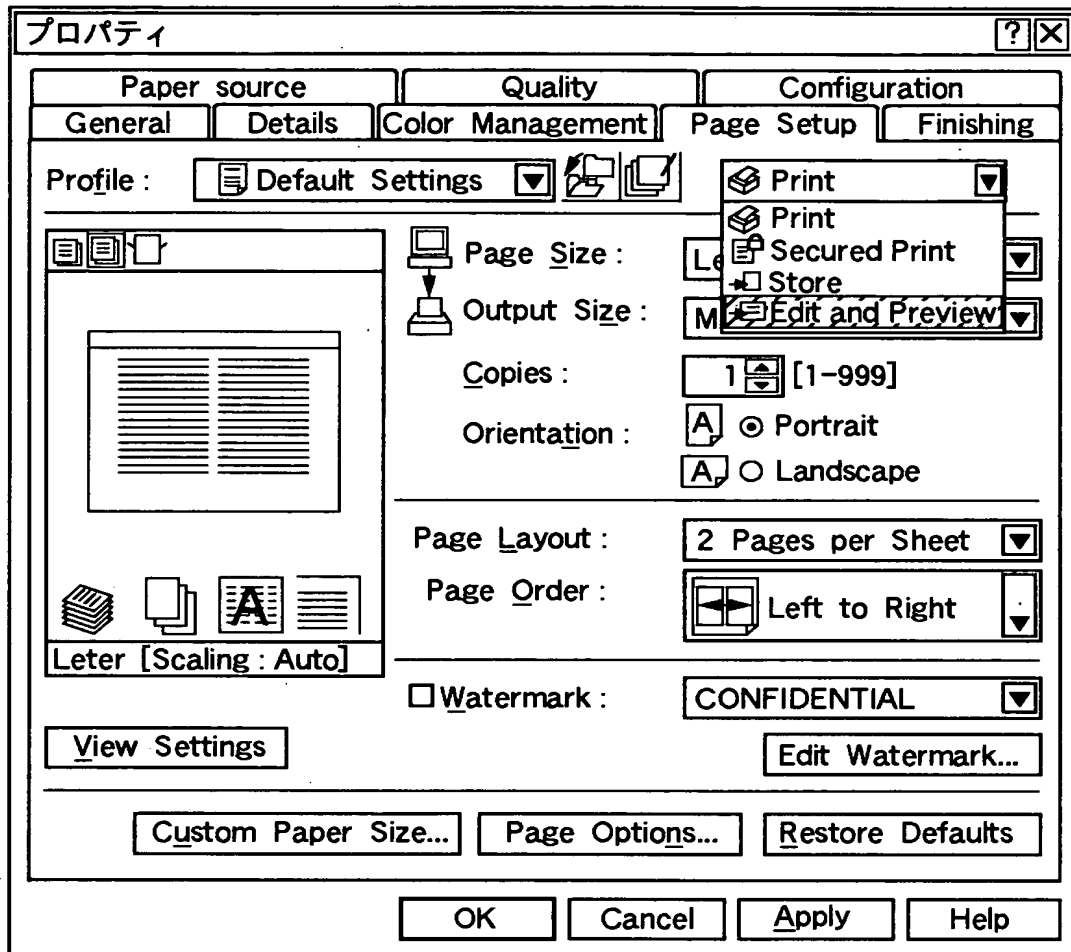 プロパティ ?
Paper source Quality Configuration
General Details Color Management Page Setup Finishing
Profile : Default Settings Print
Print
Secured Print
Store
Edit and Preview
Page Size : Le
Output Size : M
Copies : 1 [1-999]
Orientation : A Portrait
A Landscape
Page Layout : 2 Pages per Sheet
Page Order : Left to Right
A
Leter [Scaling : Auto]
Watermark : CONFIDENTIAL
View Settings Edit Watermark...
Custom Paper Size... Page Options... Restore Defaults
OK Cancel Apply Help